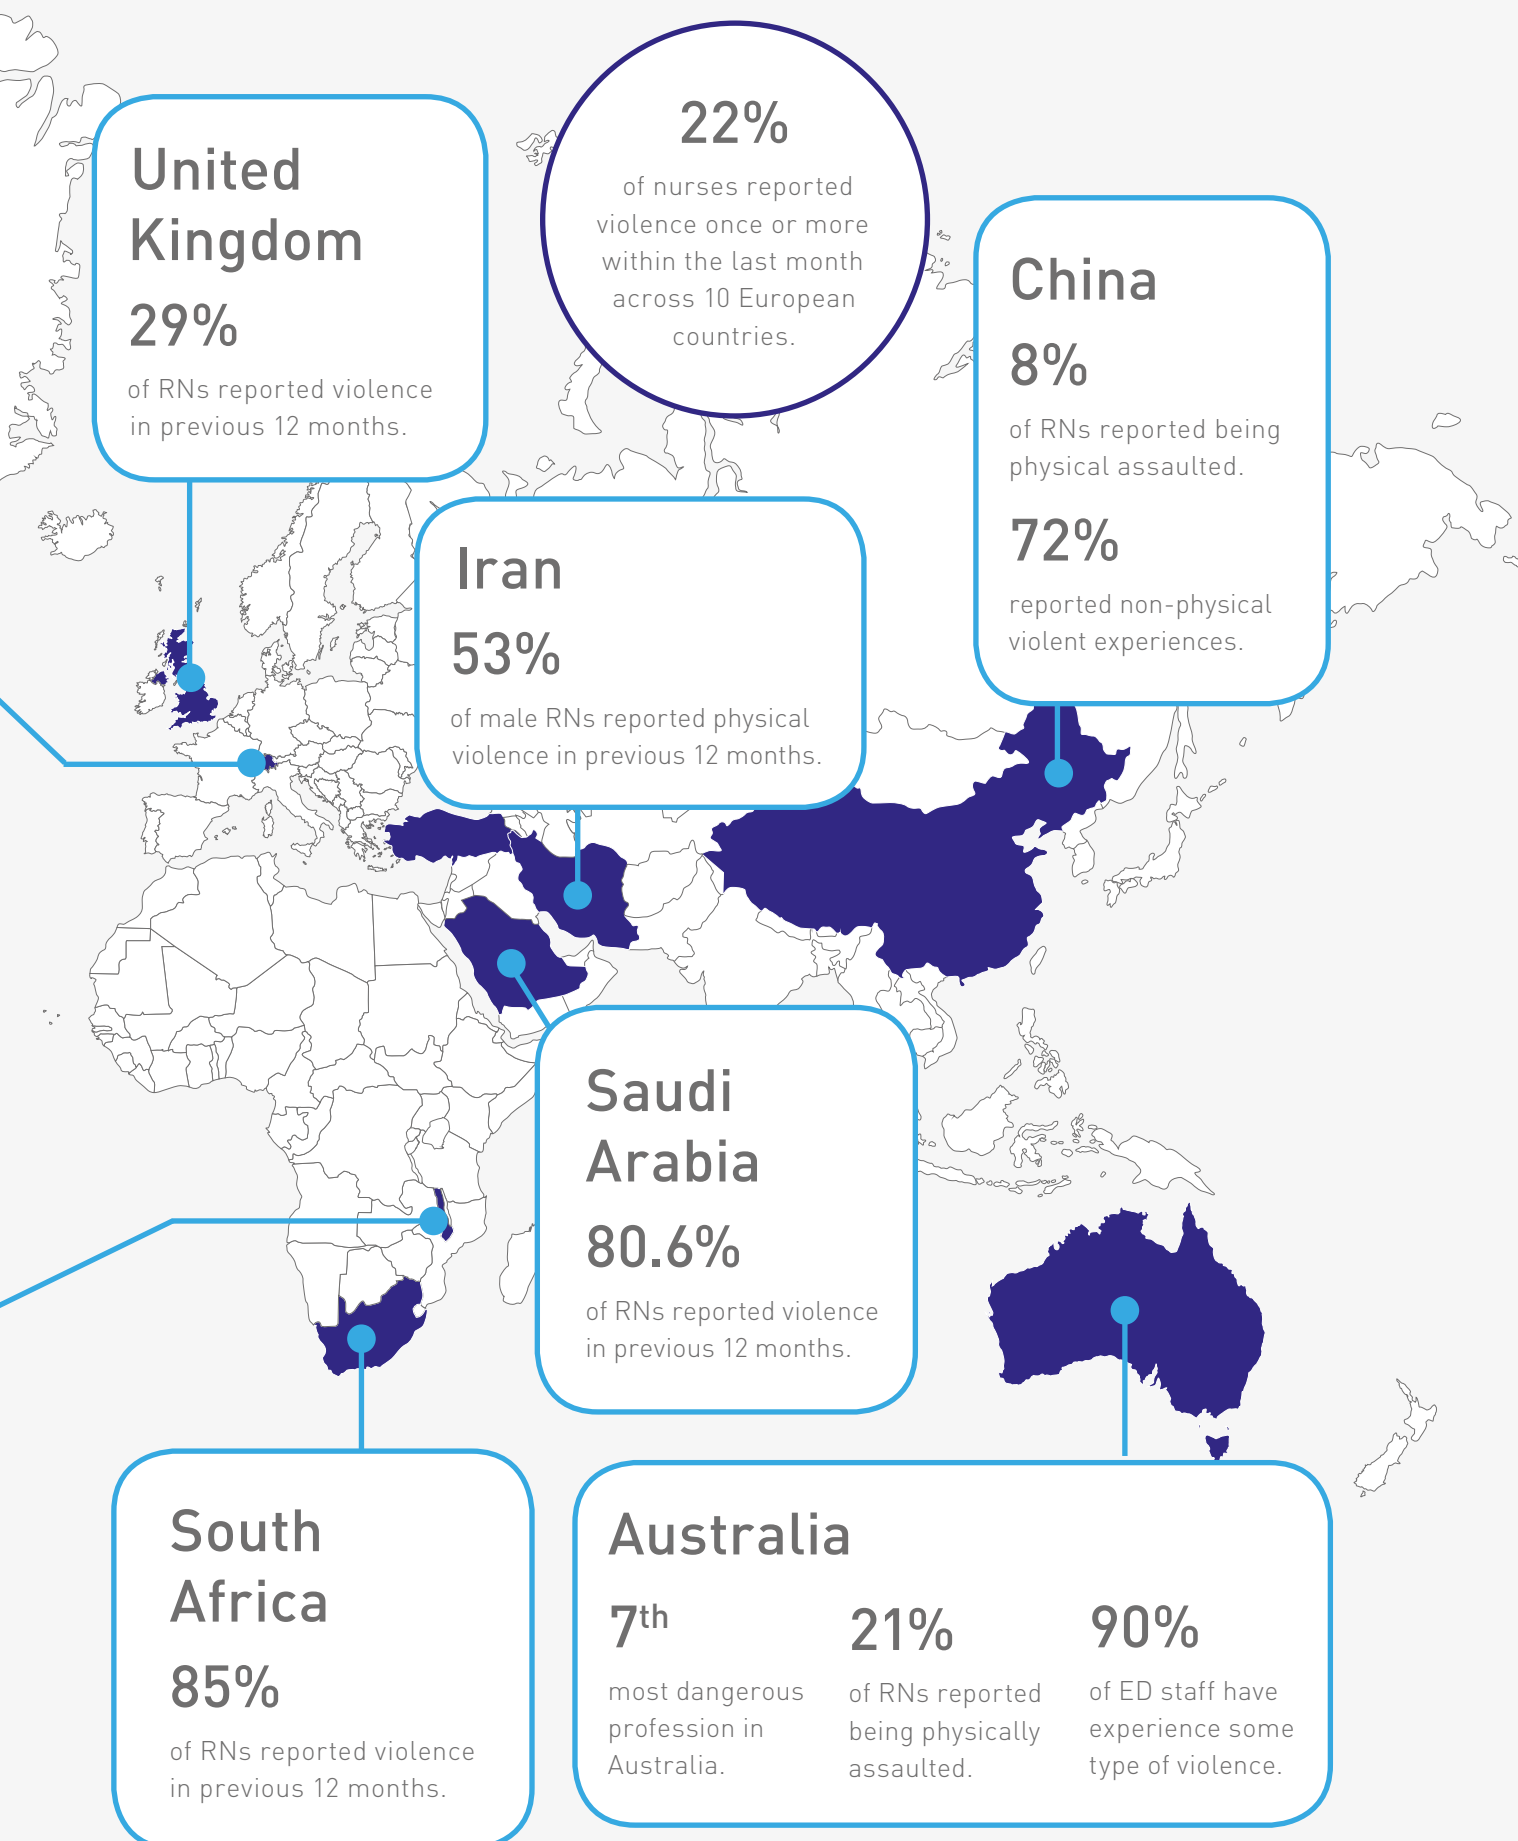 United
Kingdom
29%
of RNs reported violence
in previous 12 months.
22%
of nurses reported
violence once or more
within the last month
across 10 European
countries.
China
8%
of RNs reported being
physical assaulted.
72%
reported non-physical
violent experiences.
Iran
53%
of male RNs reported physical
violence in previous 12 months.
Saudi
Arabia
80.6%
of RNs reported violence
in previous 12 months.
South
Africa
85%
of RNs reported violence
in previous 12 months.
Australia
7th
most dangerous
profession in
Australia.
21%
of RNs reported
being physically
assaulted.
90%
of ED staff have
experience some
type of violence.